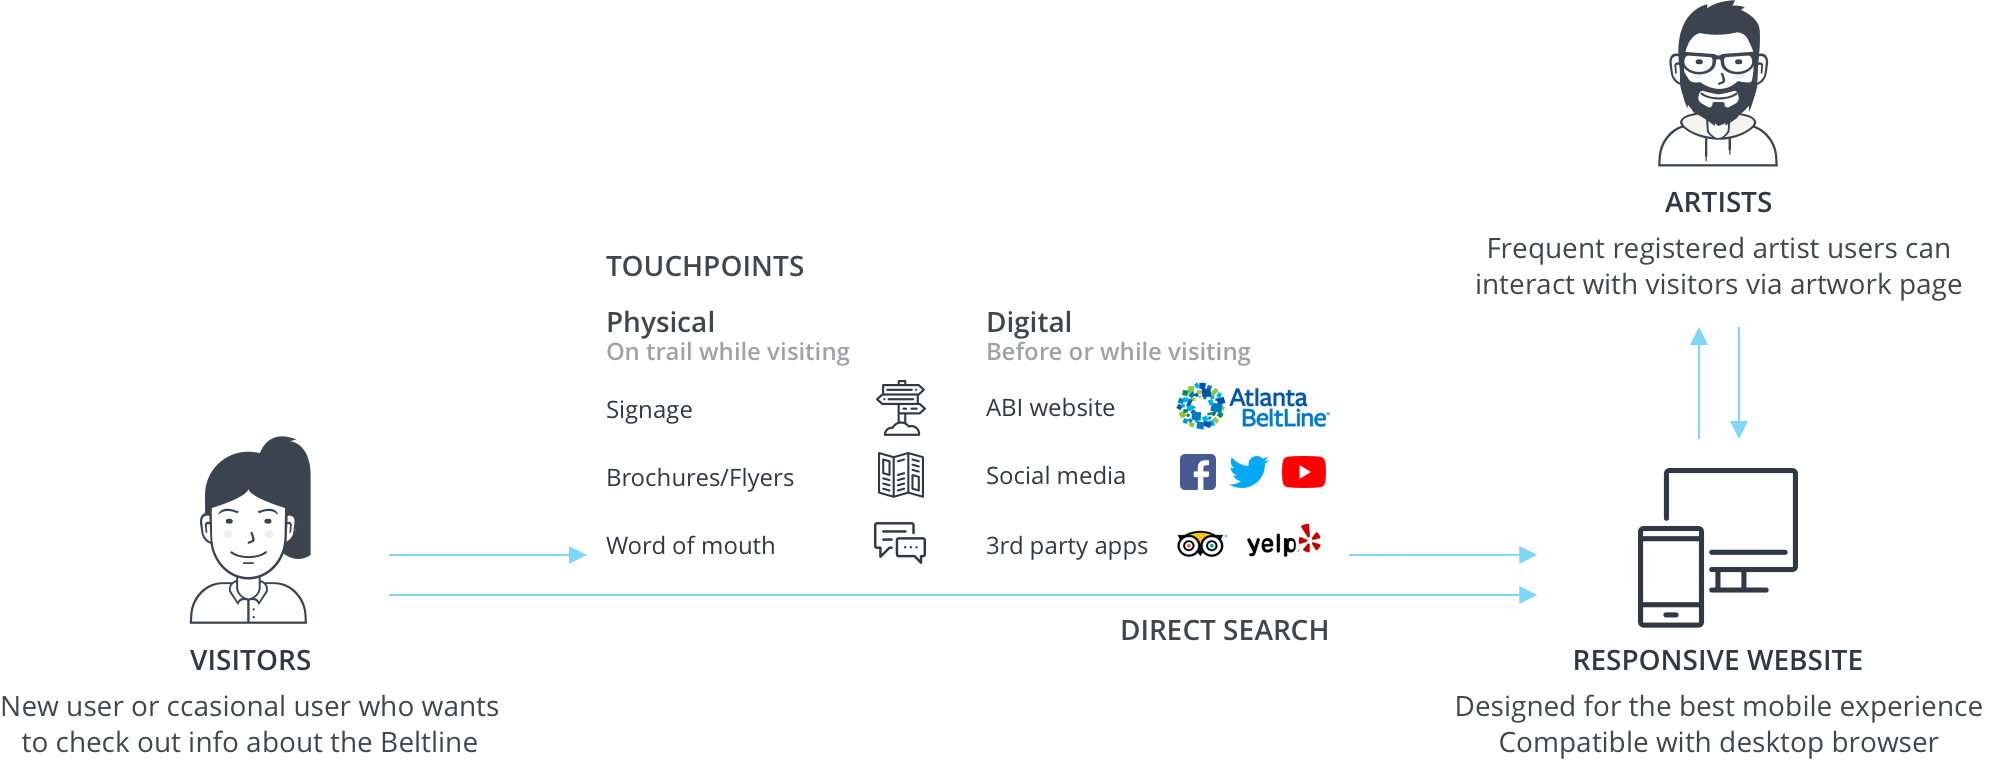 ARTISTS
Frequent registered artist users can
interact with visitors via artwork page
TOUCHPOINTS
Physical
On trail while visiting
Signage
Brochures/Flyers
Word of mouth
Digital
Before or while visiting
ABI website
Atlanta
BeltLine
Social media
3rd party apps
yelp
DIRECT SEARCH
VISITORS
New user or ccasional user who wants
to check out info about the Beltline
RESPONSIVE WEBSITE
Designed for the best mobile experience
Compatible with desktop browser